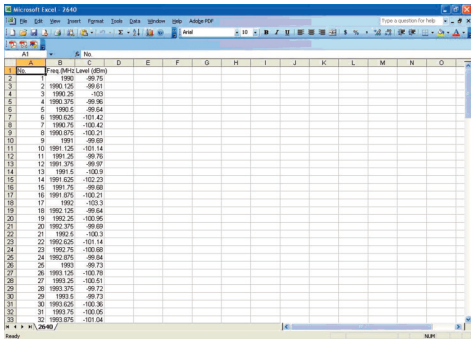 Microsoft Excel - 2640
File Edit View Insert Format Tools Data Window Help Adobe PDF
Type a question for help
Arial 10 B I U
A1 fx No.
A B C D E F G H I J K L M N O
1 No. Freq.(MHz Level (dBm)
2 1 1990 -99.75
3 2 1990.125 -99.61
4 3 1990.25 -103
5 4 1990.375 -99.96
6 5 1990.5 -99.64
7 6 1990.625 -101.42
8 7 1990.75 -100.42
9 8 1990.875 -100.21
10 9 1991 -99.69
11 10 1991.125 -101.14
12 11 1991.25 -99.76
13 12 1991.375 -99.97
14 13 1991.5 -100.9
15 14 1991.625 -102.23
16 15 1991.75 -99.68
17 16 1991.875 -100.21
18 17 1992 -103.3
19 18 1992.125 -99.64
20 19 1992.25 -100.95
21 20 1992.375 -99.69
22 21 1992.5 -100.3
23 22 1992.625 -101.14
24 23 1992.75 -100.68
25 24 1992.875 -99.84
26 25 1993 -99.73
27 26 1993.125 -100.78
28 27 1993.25 -100.51
29 28 1993.375 -99.72
30 29 1993.5 -99.73
31 30 1993.625 -100.36
32 31 1993.75 -100.05
33 32 1993.875 -101.04
2640
Ready NUM